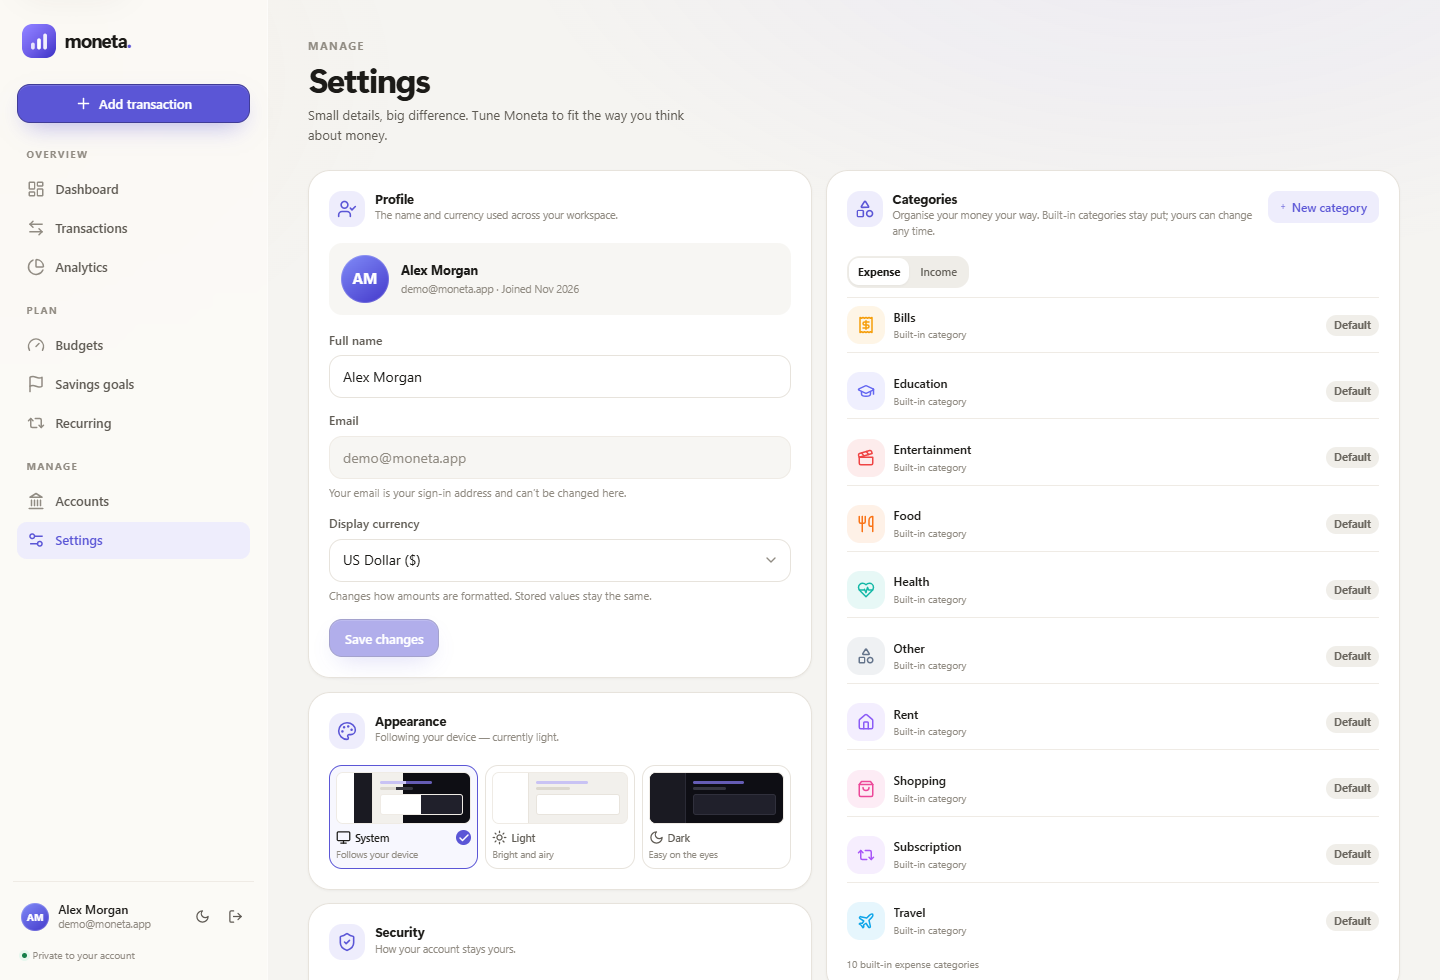 moneta.
Add transaction
OVERVIEW
Dashboard
Transactions
Analytics
PLAN
Budgets
Savings goals
Recurring
MANAGE
Accounts
Settings
AM
Alex Morgan
demo@moneta.app
Private to your account
MANAGE
Settings
Small details, big difference. Tune Moneta to fit the way you think
about money.
Profile
The name and currency used across your workspace.
AM
Alex Morgan
demo@moneta.app · Joined Nov 2026
Full name
Alex Morgan
Email
demo@moneta.app
Your email is your sign-in address and can't be changed here.
Display currency
US Dollar ($)
Changes how amounts are formatted. Stored values stay the same.
Save changes
Appearance
Following your device — currently light.
System
Follows your device
Light
Bright and airy
Dark
Easy on the eyes
Security
How your account stays yours.
Categories
Organise your money your way. Built-in categories stay put; yours can change
any time.
+ New category
Expense
Income
Bills
Built-in category
Default
Education
Built-in category
Default
Entertainment
Built-in category
Default
Food
Built-in category
Default
Health
Built-in category
Default
Other
Built-in category
Default
Rent
Built-in category
Default
Shopping
Built-in category
Default
Subscription
Built-in category
Default
Travel
Built-in category
Default
10 built-in expense categories